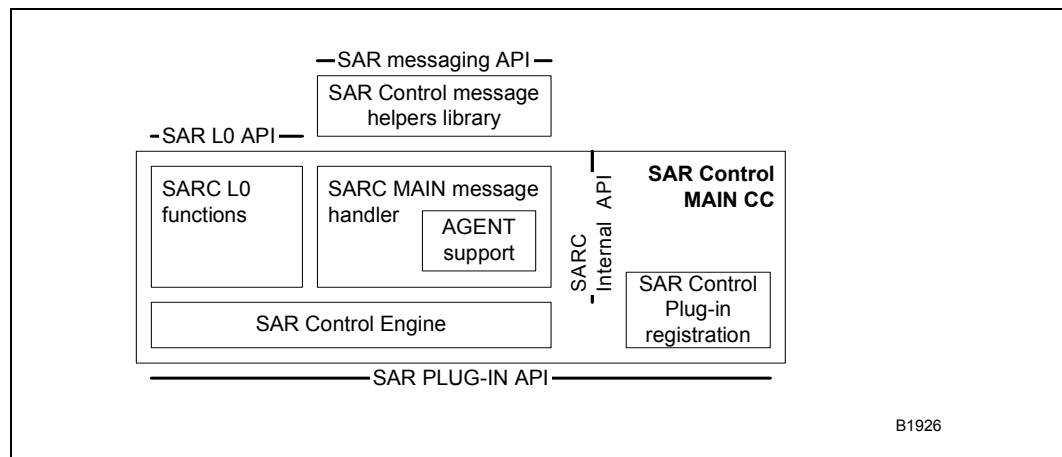 SAR messaging API
SAR Control message
helpers library
SAR L0 API
SARC L0
functions
SARC MAIN message
handler
AGENT
support
SARC
Internal API
SAR Control
MAIN CC
SAR Control
Plug-in
registration
SAR Control Engine
SAR PLUG-IN API
B1926